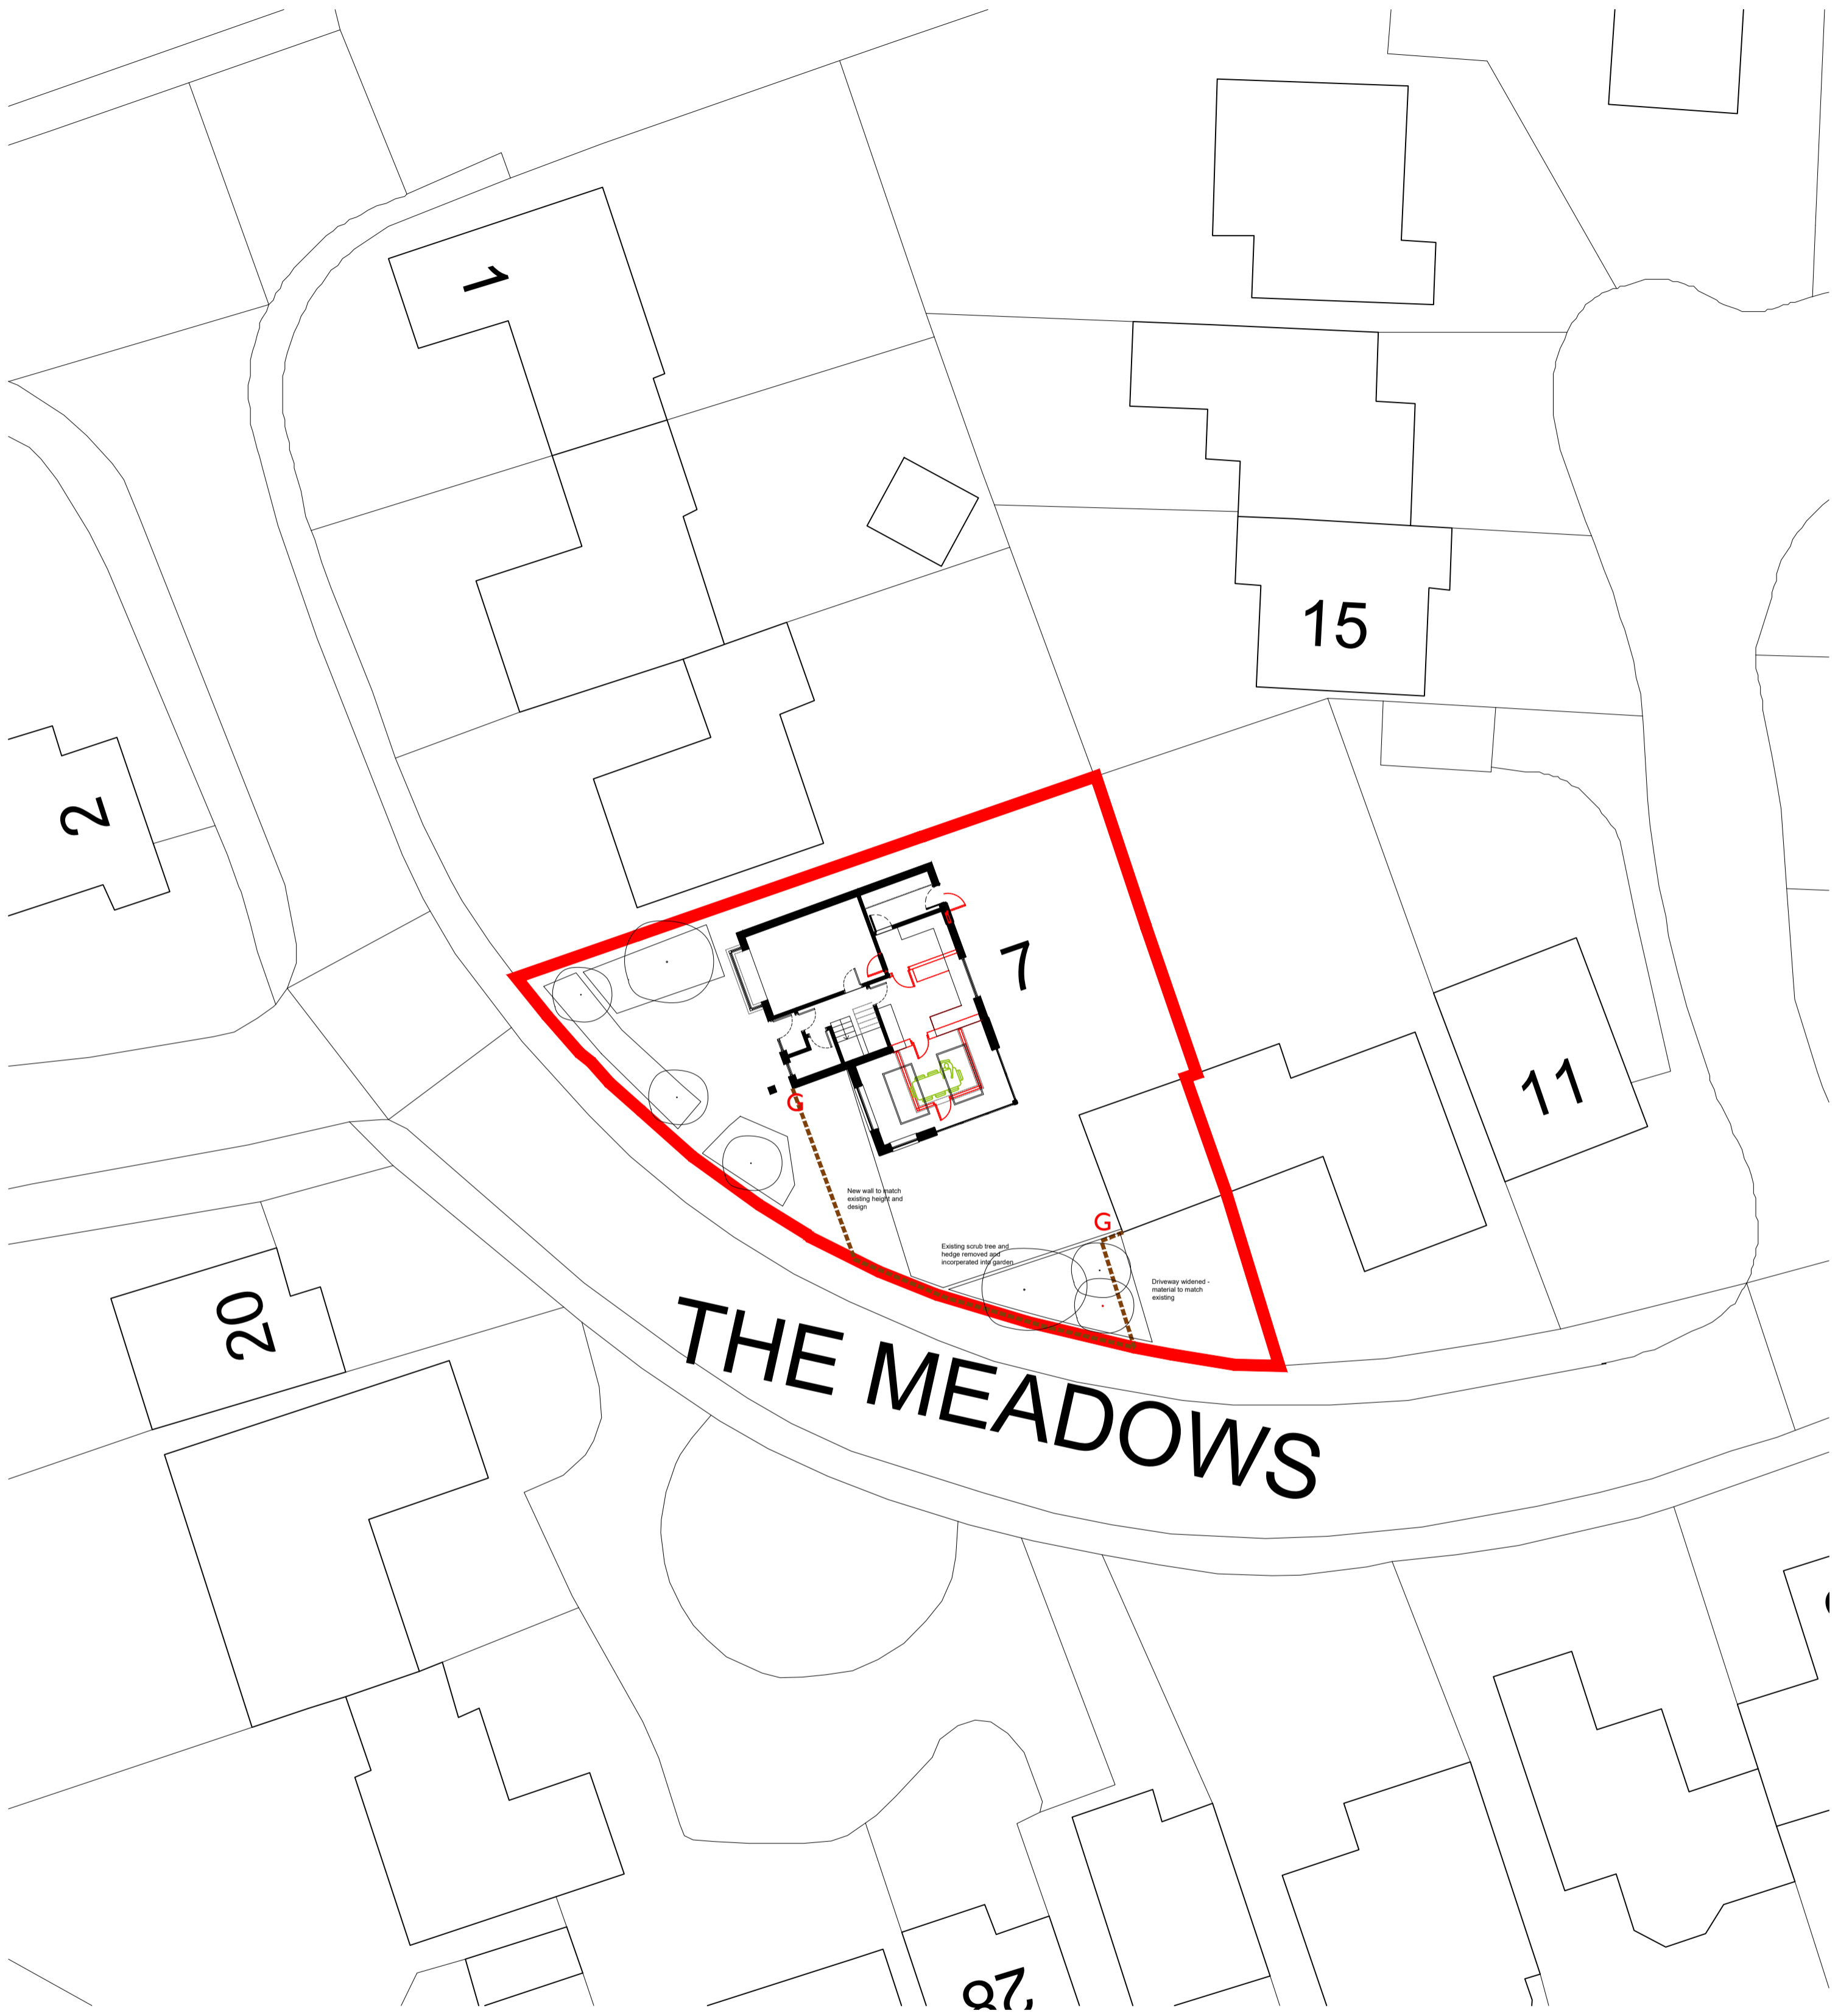 1
15
2
7
11
G
New wall to match
existing height and
design
G
Existing scrub tree and
hedge removed and
incorperated into garden
Driveway widened -
material to match
existing
20
THE MEADOWS
28